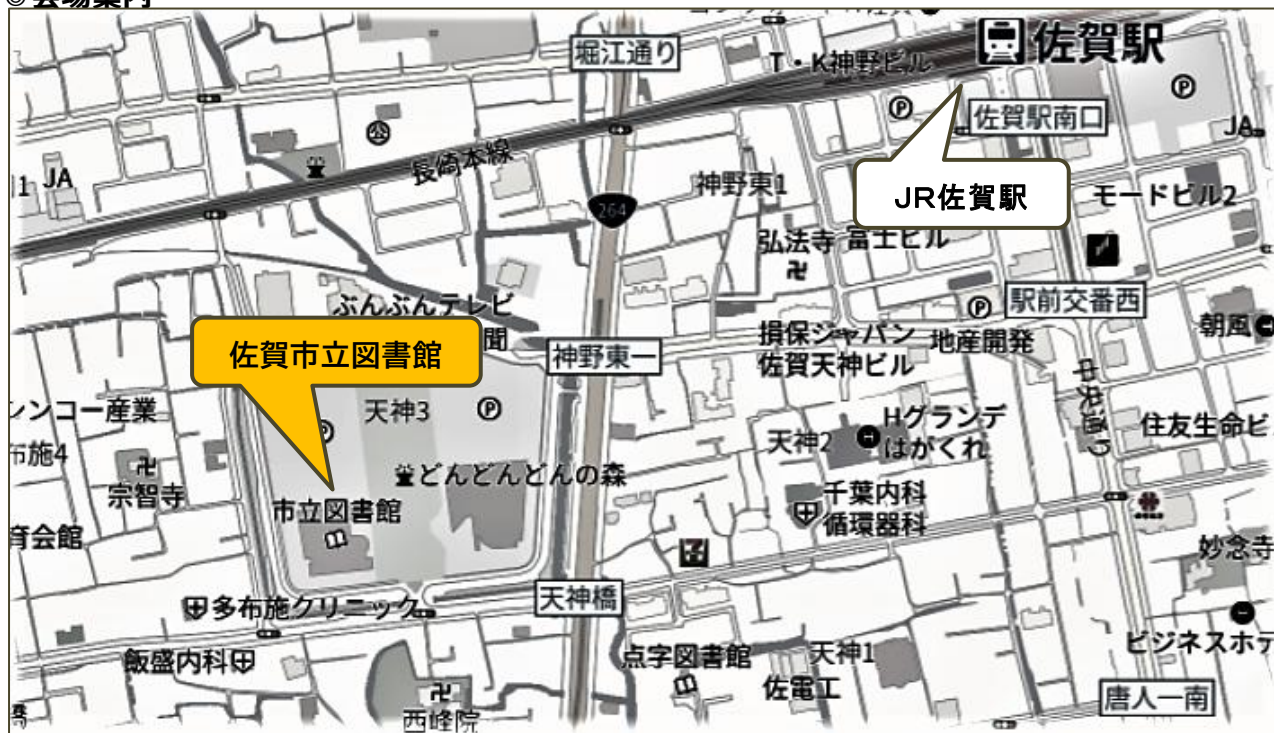 会場案内
堀江通り
T・K神野ビル
佐賀駅
佐賀駅南口
JA
長崎本線
JA
264
神野東1
JR佐賀駅
モードビル2
弘法寺
富士ビル
ぶんぶんテレビ
聞
駅前交番西
朝風
佐賀市立図書館
神野東一
損保ジャパン
佐賀天神ビル
地産開発
中央通り
シンコー産業
天神3
布施4
Hグランデ
はがくれ
天神2
住友生命ビ
宗智寺
どんどんどんの森
千葉内科
循環器科
市立図書館
育会館
妙念寺
多布施クリニック
天神橋
飯盛内科
点字図書館
天神1
佐電工
ビジネスホテ
西峰院
唐人一南